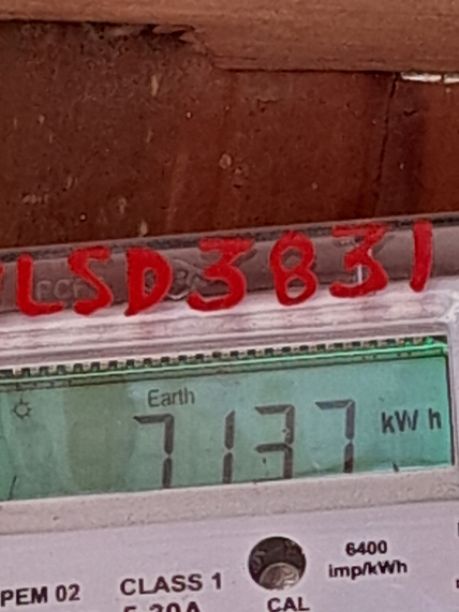 LSD3831
Earth
7137 kWh
6400
imp/kWh
PEM 02
CLASS 1
CAL